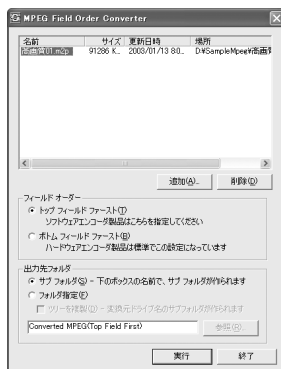 MPEG Field Order Converter
名前 サイズ 更新日時 場所
高画質01.m2p 91286 K... 2003/01/13 8:0... D:¥SampleMpeg¥高画
追加(A)... 削除(D)
フィールド オーダー
トップ フィールド ファースト(T)
ソフトウェアエンコーダ製品はこちらを指定してください
ボトム フィールド ファースト(B)
ハードウェアエンコーダ製品は標準でこの設定になっています
出力先フォルダ
サブ フォルダ(S) - 下のボックスの名前で、サブ フォルダが作られます
フォルダ指定(F)
ツリーを複製(D) - 変換元ドライブ名のサブフォルダが作られます
Converted MPEG(Top Field First) 参照(R)...
実行 終了